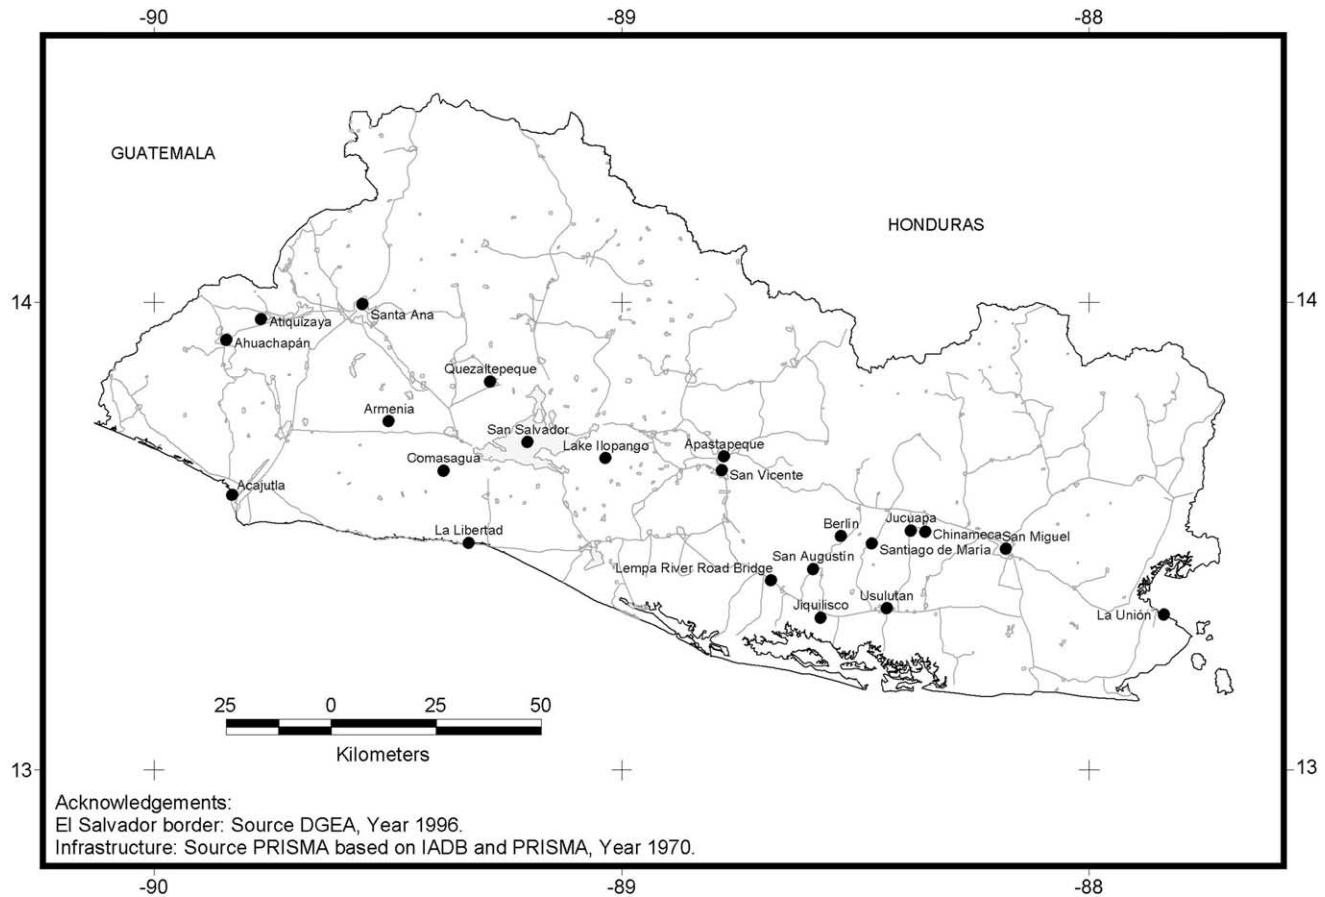 -90 -89 -88
GUATEMALA
HONDURAS
14 14
Santa Ana
Atiquizaya
Ahuachapán
Quezaltepeque
Armenia
San Salvador
Lake Ilopango
Apastapeque
Comasagua
San Vicente
Acajutla
La Libertad
Berlín
Jucuapa
Chinameca
San Miguel
Santiago de María
San Augustín
Lempa River Road Bridge
Usulutan
Jiquilisco
La Unión
25 0 25 50
Kilometers
13 13
Acknowledgements:
El Salvador border: Source DGEA, Year 1996.
Infrastructure: Source PRISMA based on IADB and PRISMA, Year 1970.
-90 -89 -88